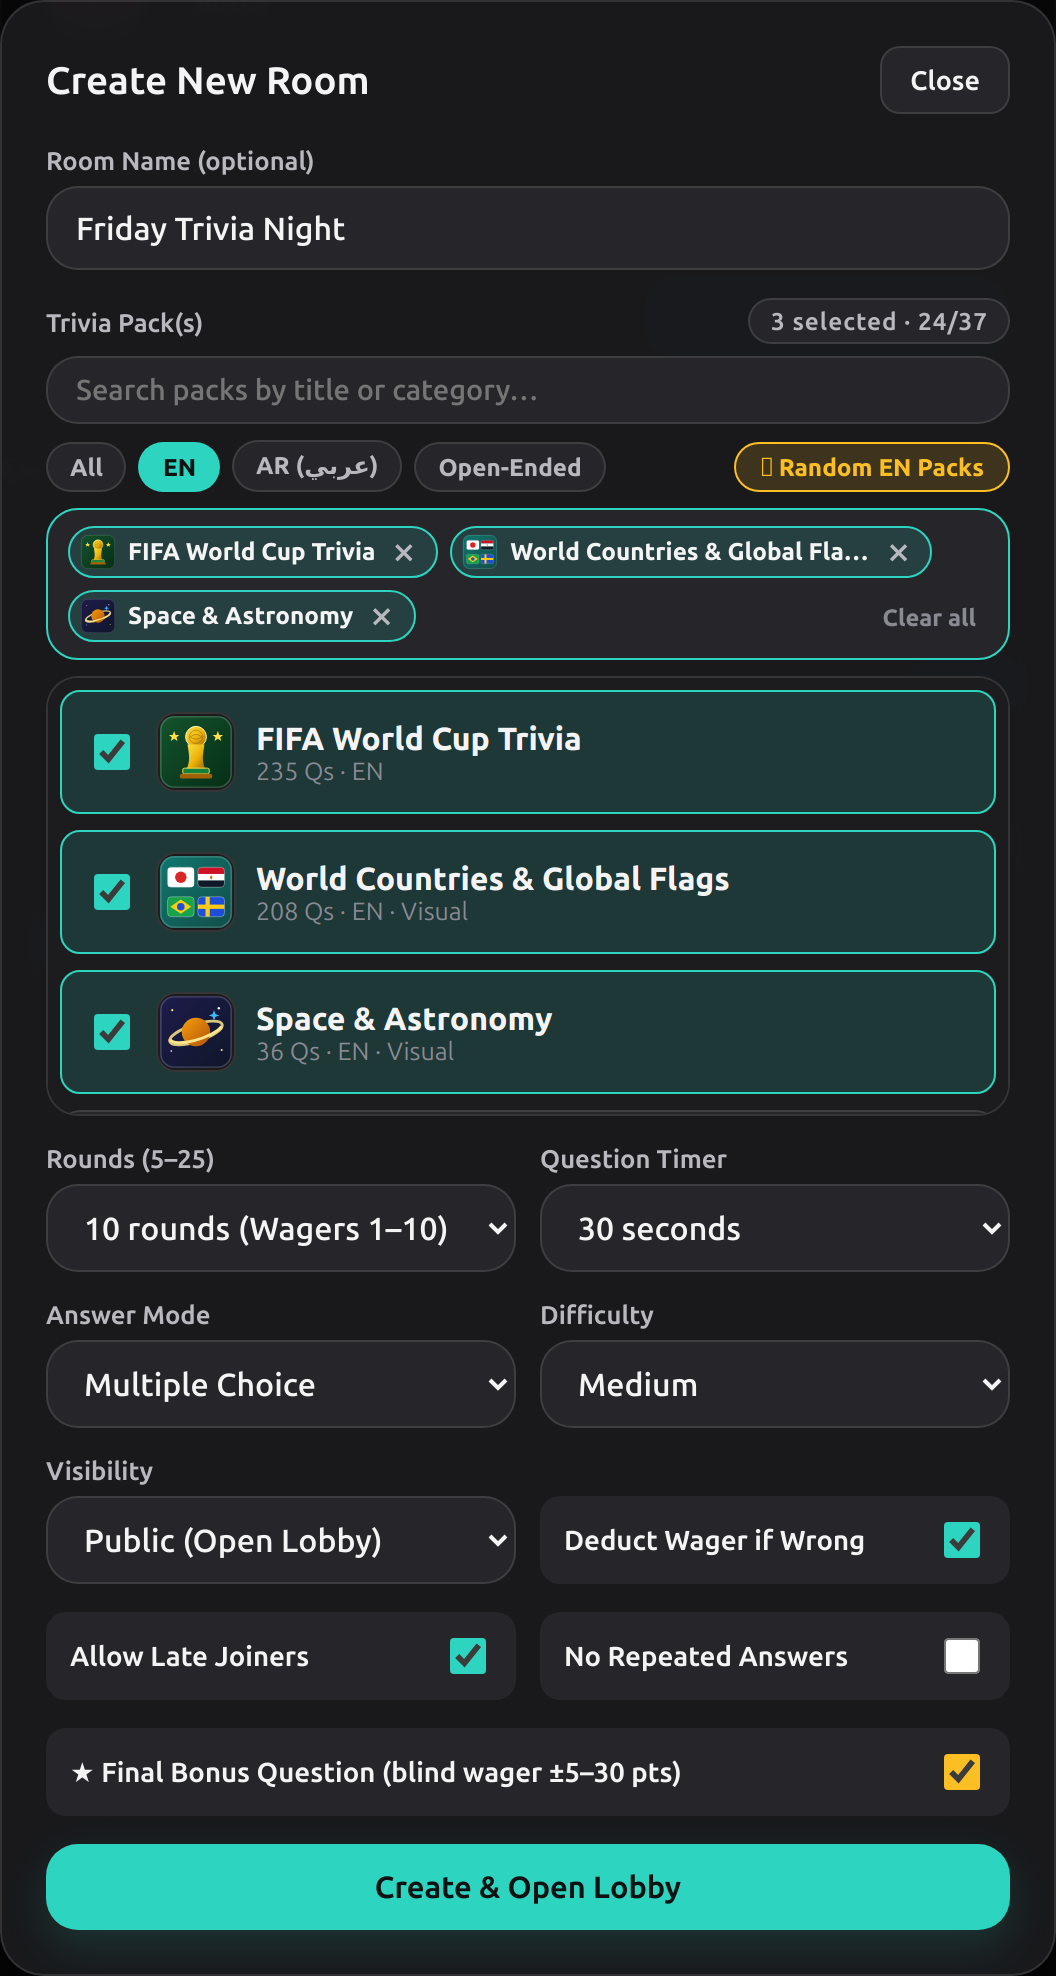 Create New Room
Close
Room Name (optional)
Friday Trivia Night
Trivia Pack(s)
3 selected · 24/37
Search packs by title or category...
All
EN
AR (عربي)
Open-Ended
Random EN Packs
FIFA World Cup Trivia ✕
World Countries & Global Fla... ✕
Space & Astronomy ✕
Clear all
FIFA World Cup Trivia
235 Qs · EN
World Countries & Global Flags
208 Qs · EN · Visual
Space & Astronomy
36 Qs · EN · Visual
Rounds (5–25)
Question Timer
10 rounds (Wagers 1–10)
30 seconds
Answer Mode
Difficulty
Multiple Choice
Medium
Visibility
Public (Open Lobby)
Deduct Wager if Wrong
Allow Late Joiners
No Repeated Answers
★ Final Bonus Question (blind wager ±5–30 pts)
Create & Open Lobby